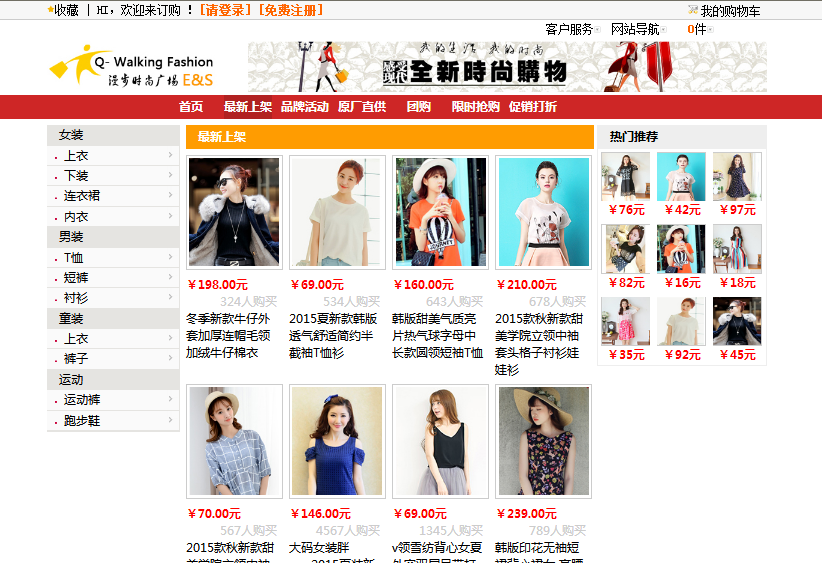 收藏 | HI，欢迎来订购 ！[请登录] [免费注册]
我的购物车
客户服务 网站导航 0件
Q- Walking Fashion
漫步时尚广场 E&S
我的生活 我的时尚
感受现代 全新時尚購物
首页 最新上架 品牌活动 原厂直供 团购 限时抢购 促销打折
女装
上衣
下装
连衣裙
内衣
男装
T恤
短裤
衬衫
童装
上衣
裤子
运动
运动裤
跑步鞋
最新上架
￥198.00元
324人购买
冬季新款牛仔外
套加厚连帽毛领
加绒牛仔棉衣
￥69.00元
534人购买
2015夏新款韩版
透气舒适简约半
截袖T恤衫
￥160.00元
643人购买
韩版甜美气质亮
片热气球字母中
长款圆领短袖T恤
￥210.00元
678人购买
2015款秋新款甜
美学院立领中袖
套头格子衬衫娃
娃衫
￥70.00元
567人购买
2015款秋新款甜
美学院立领中袖
￥146.00元
4567人购买
大码女装胖
￥69.00元
1345人购买
v领雪纺背心女夏
￥239.00元
789人购买
韩版印花无袖短
热门推荐
￥76元 ￥42元 ￥97元
￥82元 ￥16元 ￥18元
￥35元 ￥92元 ￥45元